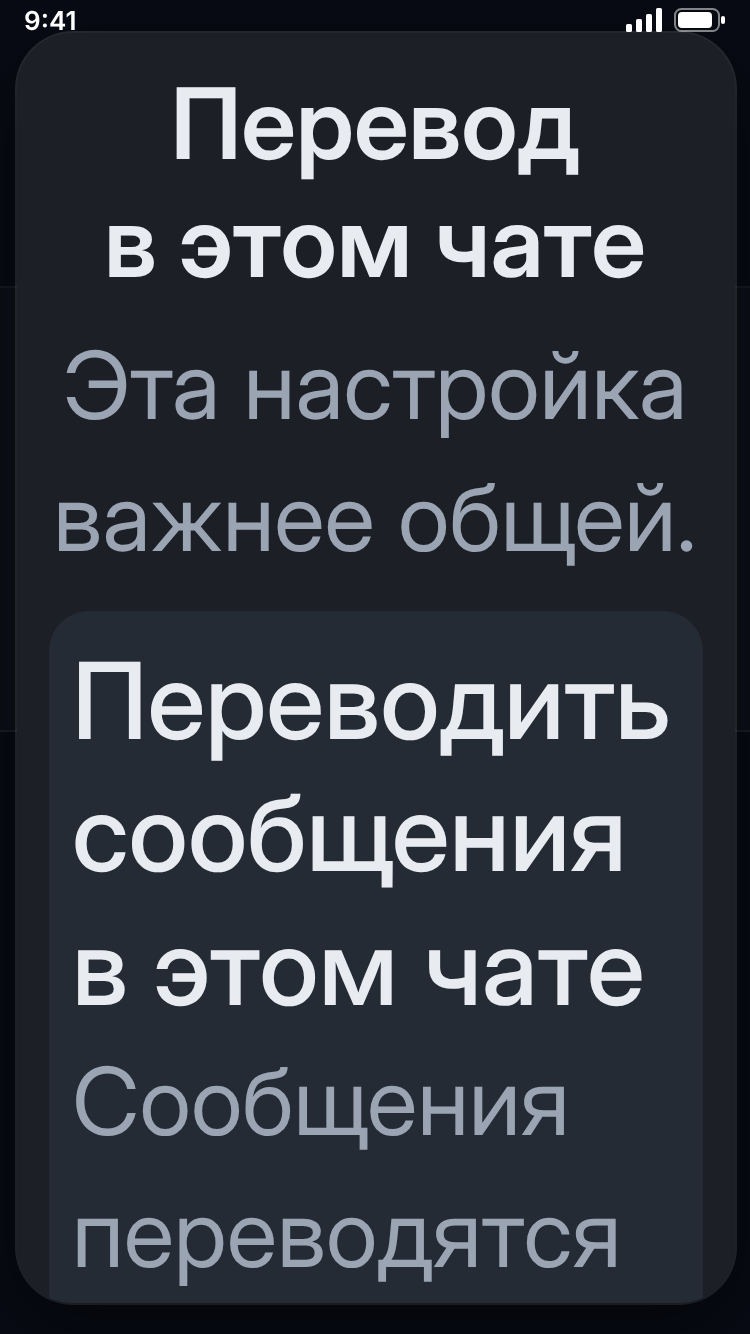 9:41
Перевод
в этом чате
Эта настройка
важнее общей.
Переводить
сообщения
в этом чате
Сообщения
переводятся